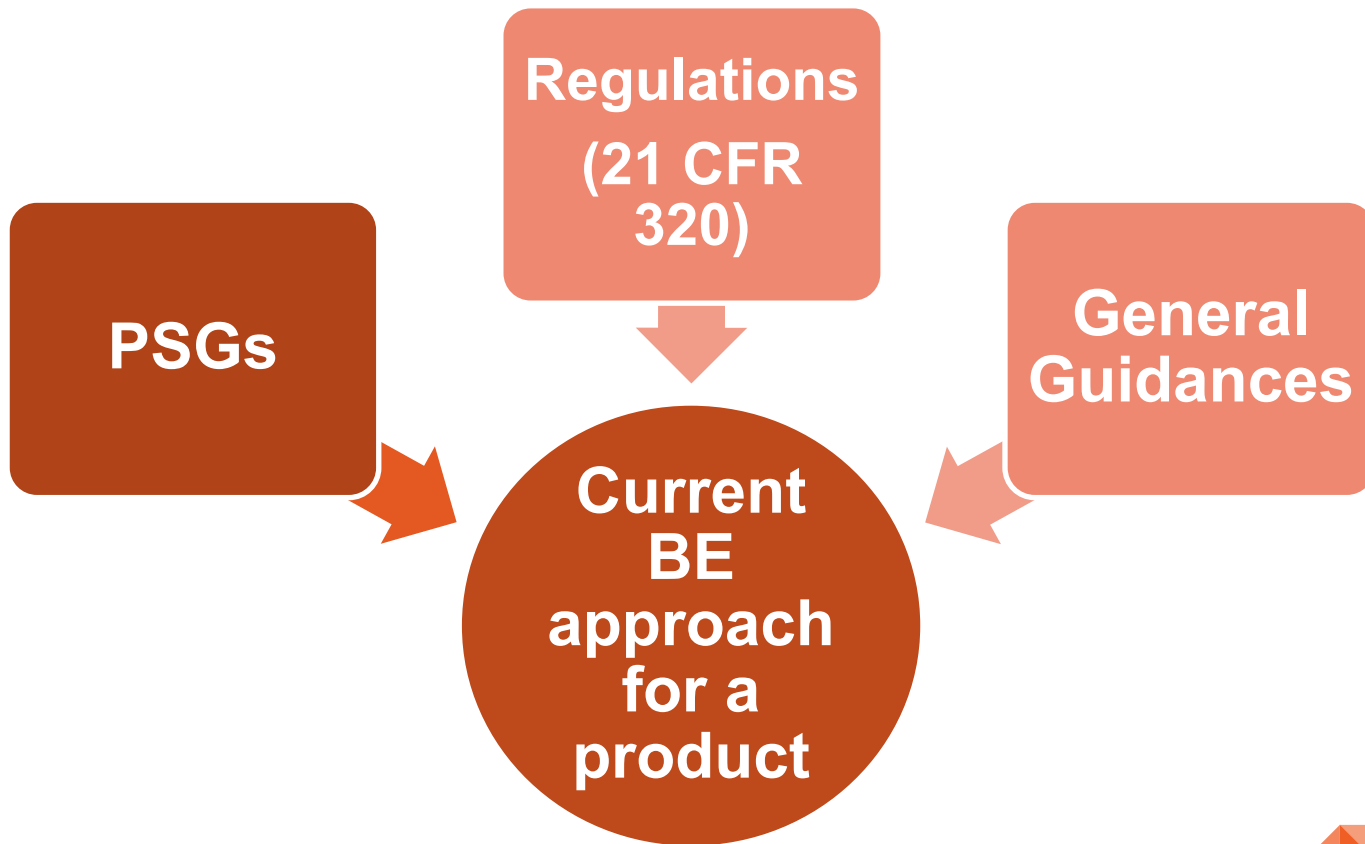 Regulations
(21 CFR
320)
PSGs
General
Guidances
Current
BE
approach
for a
product